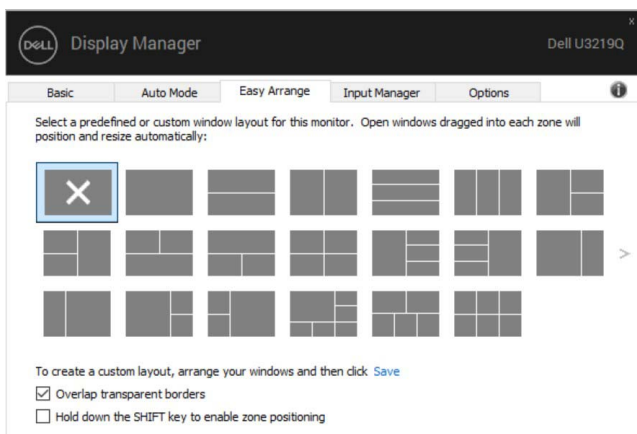 DELL Display Manager
x
Dell U3219Q
Basic Auto Mode Easy Arrange Input Manager Options i
Select a predefined or custom window layout for this monitor. Open windows dragged into each zone will
position and resize automatically:
>
To create a custom layout, arrange your windows and then click Save
Overlap transparent borders
Hold down the SHIFT key to enable zone positioning